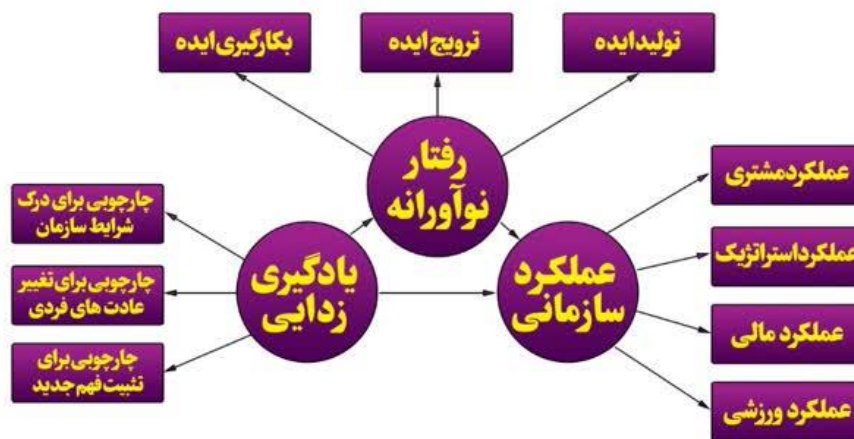 تولید ایده
ترویج ایده
بکارگیری ایده
رفتار
نوآورانه
عملکرد مشتری
عملکرد استراتژیک
عملکرد مالی
عملکرد ورزشی
عملکرد
سازمانی
یادگیری
زدایی
چارچوبی برای درک
شرایط سازمان
چارچوبی برای تغییر
عادت های فردی
چارچوبی برای
تثبیت فهم جدید